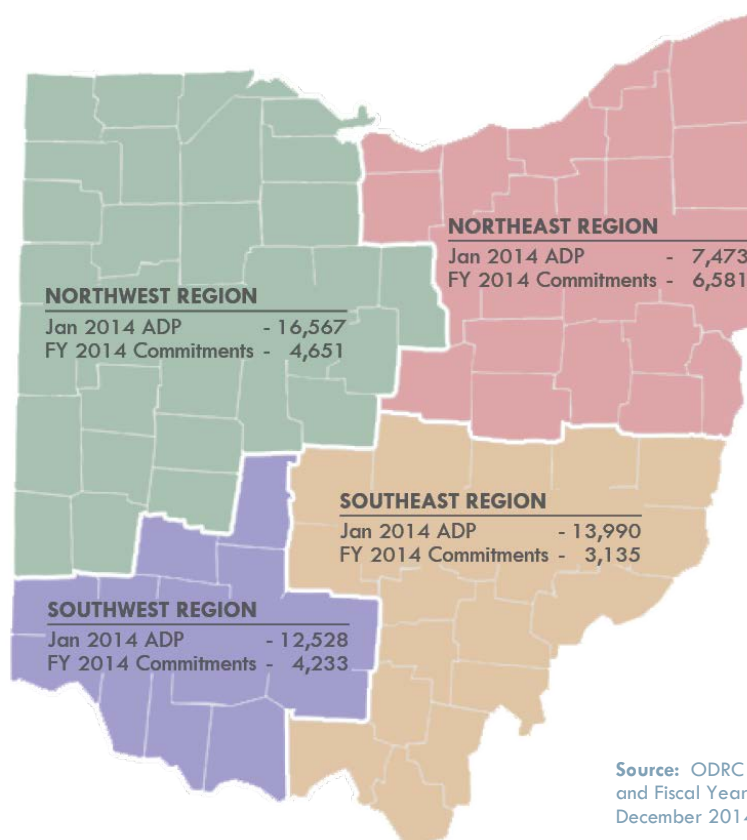 NORTHEAST REGION
Jan 2014 ADP - 7,473
FY 2014 Commitments - 6,581
NORTHWEST REGION
Jan 2014 ADP - 16,567
FY 2014 Commitments - 4,651
SOUTHEAST REGION
Jan 2014 ADP - 13,990
FY 2014 Commitments - 3,135
SOUTHWEST REGION
Jan 2014 ADP - 12,528
FY 2014 Commitments - 4,233
Source: ODRC
and Fiscal Year
December 2014